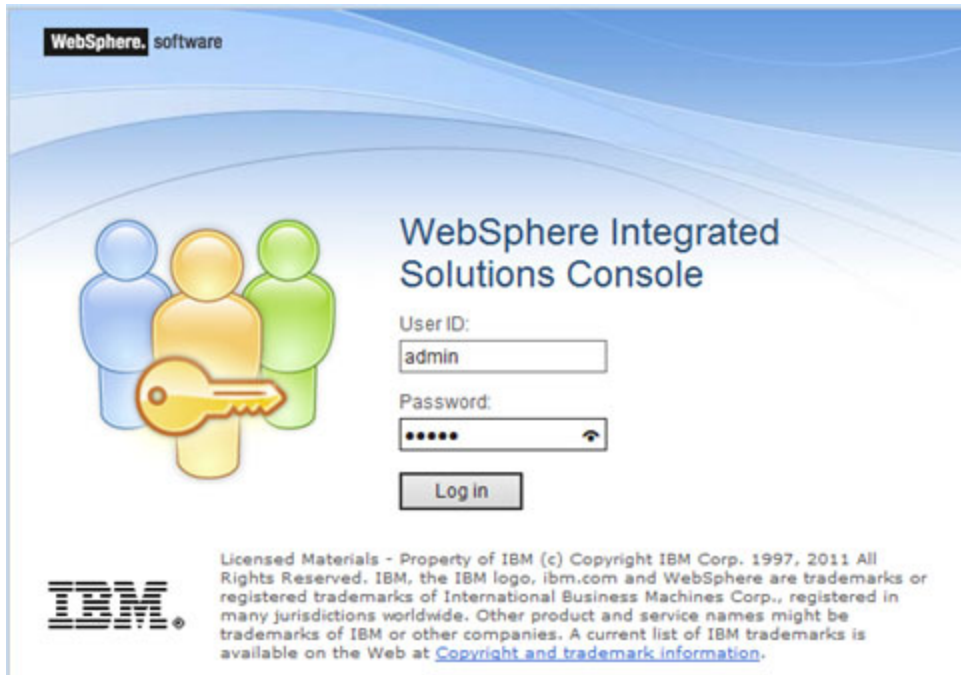 WebSphere. software
WebSphere Integrated
Solutions Console
User ID:
admin
Password:
•••••
Log in
Licensed Materials - Property of IBM (c) Copyright IBM Corp. 1997, 2011 All
Rights Reserved. IBM, the IBM logo, ibm.com and WebSphere are trademarks or
registered trademarks of International Business Machines Corp., registered in
many jurisdictions worldwide. Other product and service names might be
trademarks of IBM or other companies. A current list of IBM trademarks is
available on the Web at Copyright and trademark information.
IBM®